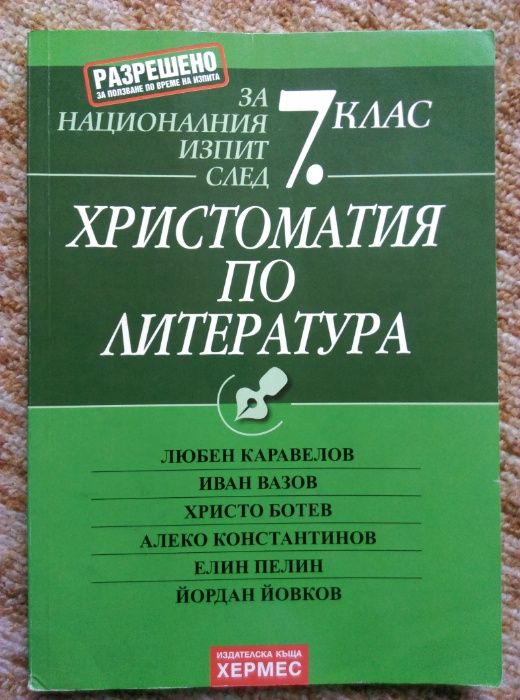 РАЗРЕШЕНО
ЗА ПОЛЗВАНЕ ПО ВРЕМЕ НА ИЗПИТА
ЗА
НАЦИОНАЛНИЯ
ИЗПИТ
СЛЕД
7. КЛАС
ХРИСТОМАТИЯ
ПО
ЛИТЕРАТУРА
ЛЮБЕН КАРАВЕЛОВ
ИВАН ВАЗОВ
ХРИСТО БОТЕВ
АЛЕКО КОНСТАНТИНОВ
ЕЛИН ПЕЛИН
ЙОРДАН ЙОВКОВ
ИЗДАТЕЛСКА КЪЩА
ХЕРМЕС